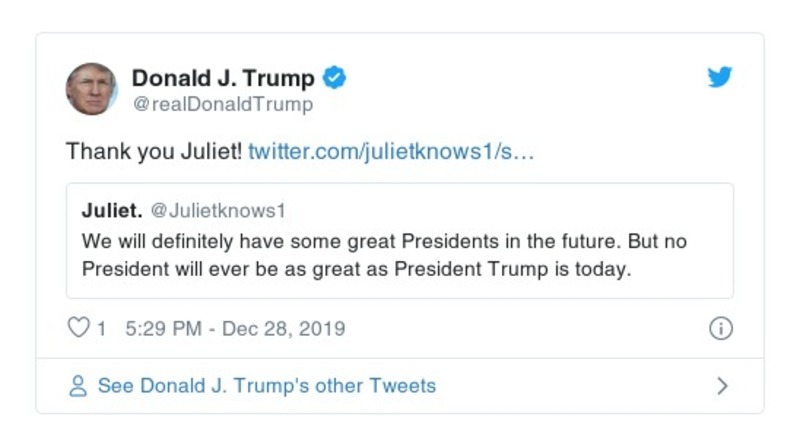 Donald J. Trump
@realDonaldTrump
Thank you Juliet! twitter.com/julietknows1/s…
Juliet. @Julietknows1
We will definitely have some great Presidents in the future. But no
President will ever be as great as President Trump is today.
1 5:29 PM - Dec 28, 2019
See Donald J. Trump's other Tweets